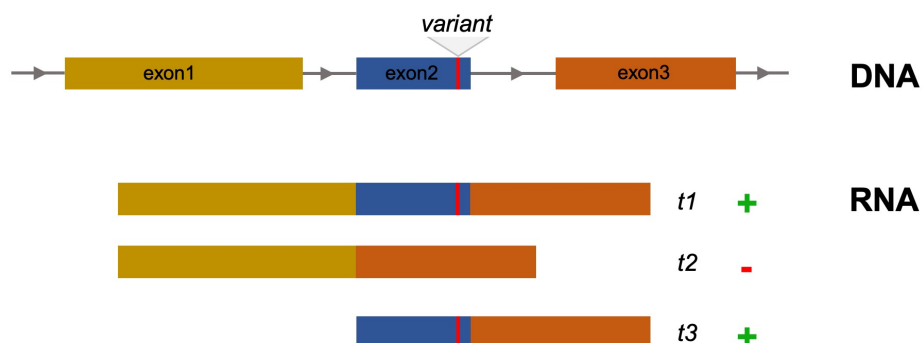 variant
exon1 exon2 exon3 DNA
t1 + RNA
t2 -
t3 +